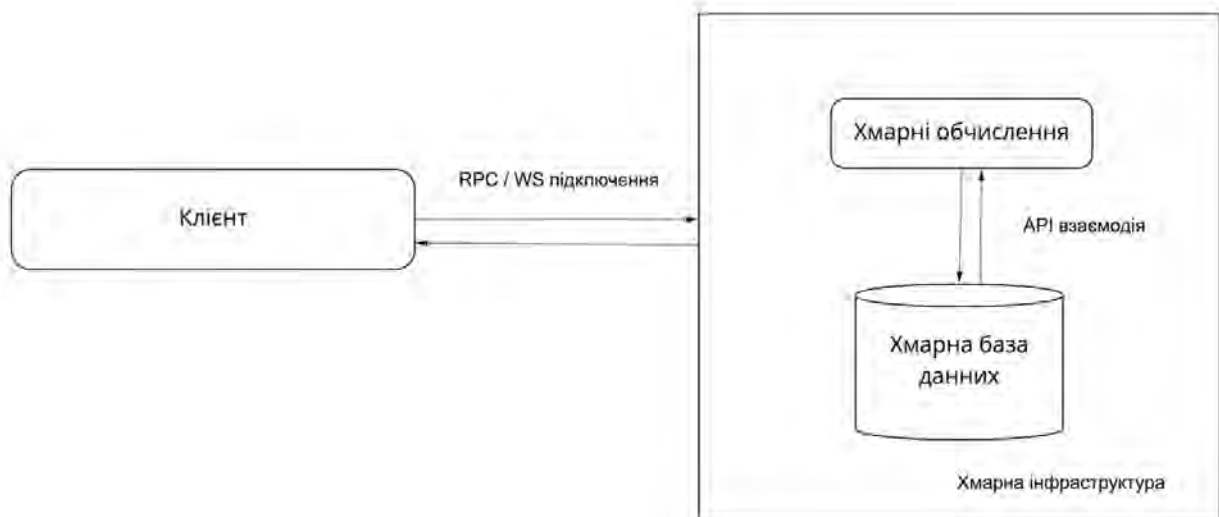 Хмарні обчислення
RPC / WS підключення
Клієнт
API взаємодія
Хмарна база
данних
Хмарна інфраструктура